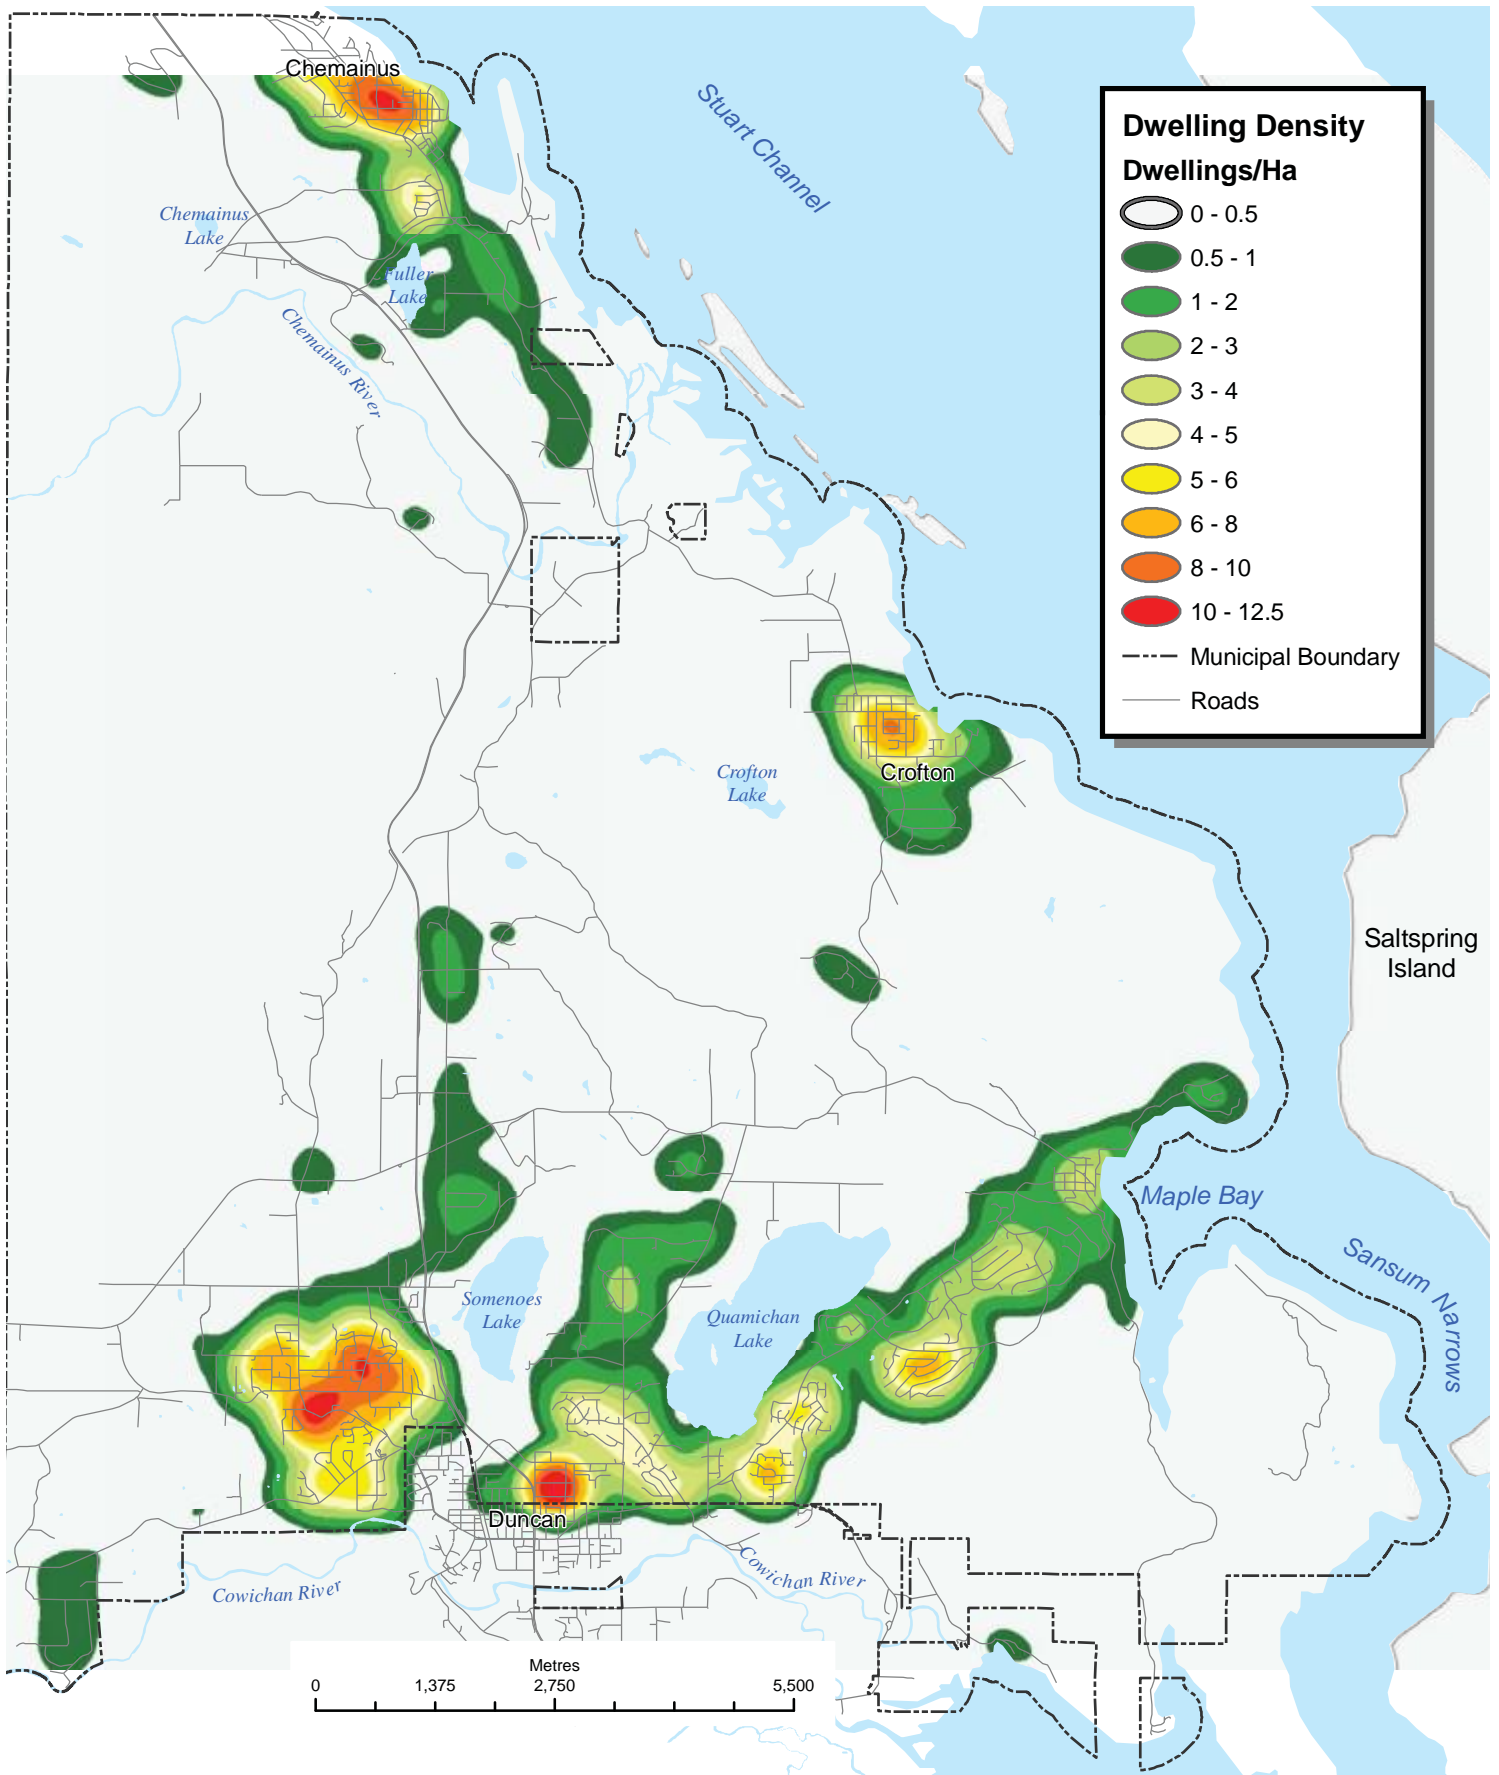 Chemainus
Stuart Channel
Dwelling Density
Dwellings/Ha
0 - 0.5
0.5 - 1
1 - 2
2 - 3
3 - 4
4 - 5
5 - 6
6 - 8
8 - 10
10 - 12.5
Municipal Boundary
Roads
Chemainus
Lake
Fuller
Lake
Chemainus River
Crofton
Crofton
Lake
Saltspring
Island
Maple Bay
Sansum Narrows
Somenoes
Lake
Quamichan
Lake
Duncan
Cowichan River
Cowichan River
Metres
0
1,375
2,750
5,500